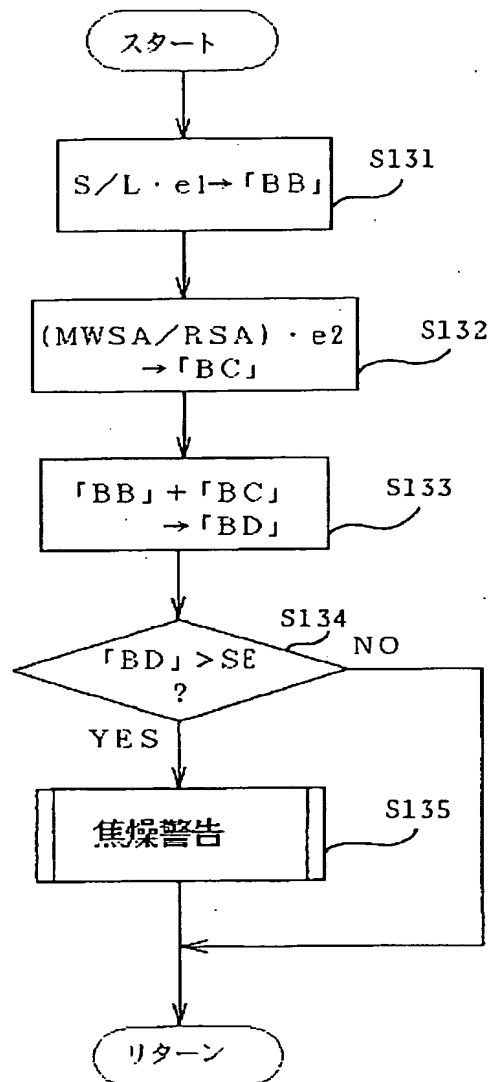 スタート
S/L・e1→「BB」
S131
(MWSA/RSA)・e2
→「BC」
S132
「BB」+「BC」
→「BD」
S133
S134
「BD」>SE
?
NO
YES
焦燥警告
S135
リターン